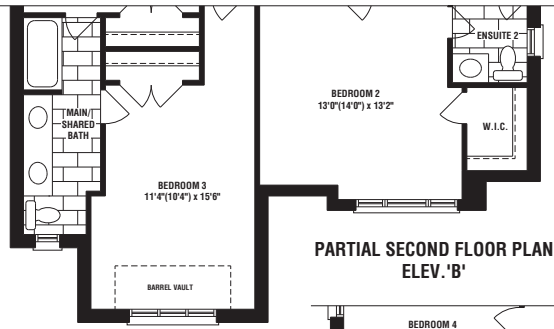 ENSUITE 2
BEDROOM 2
13'0"(14'0") x 13'2"
MAIN/
SHARED
BATH
W.I.C.
BEDROOM 3
11'4"(10'4") x 15'6"
BARREL VAULT
PARTIAL SECOND FLOOR PLAN
ELEV.'B'
BEDROOM 4